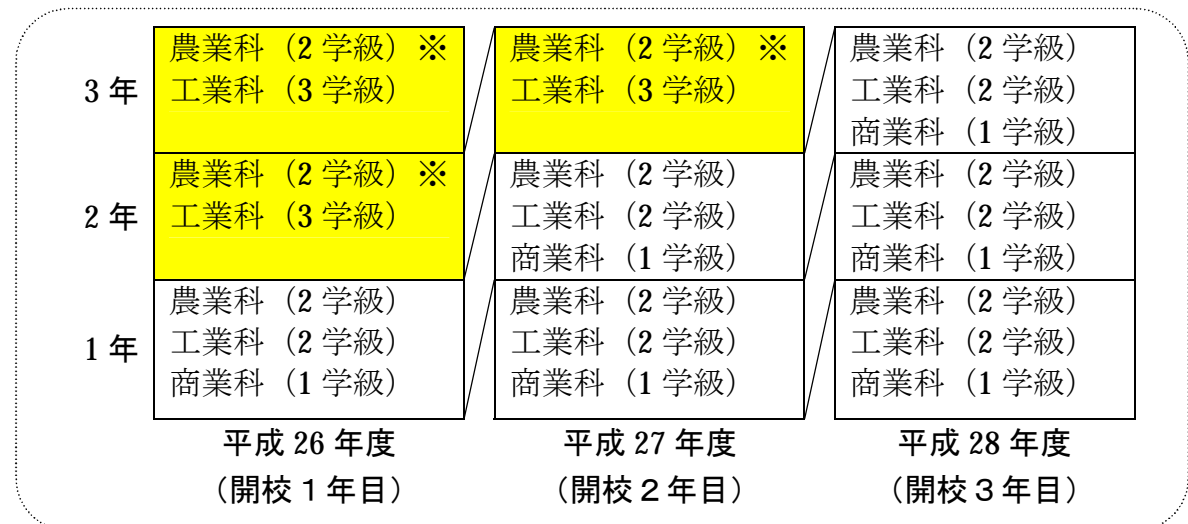 3 年
農業科（2 学級）※
工業科（3 学級）
農業科（2 学級）※
工業科（3 学級）
農業科（2 学級）
工業科（2 学級）
商業科（1 学級）
2 年
農業科（2 学級）※
工業科（3 学級）
農業科（2 学級）
工業科（2 学級）
商業科（1 学級）
農業科（2 学級）
工業科（2 学級）
商業科（1 学級）
1 年
農業科（2 学級）
工業科（2 学級）
商業科（1 学級）
農業科（2 学級）
工業科（2 学級）
商業科（1 学級）
農業科（2 学級）
工業科（2 学級）
商業科（1 学級）
平成 26 年度
（開校１年目）
平成 27 年度
（開校２年目）
平成 28 年度
（開校３年目）